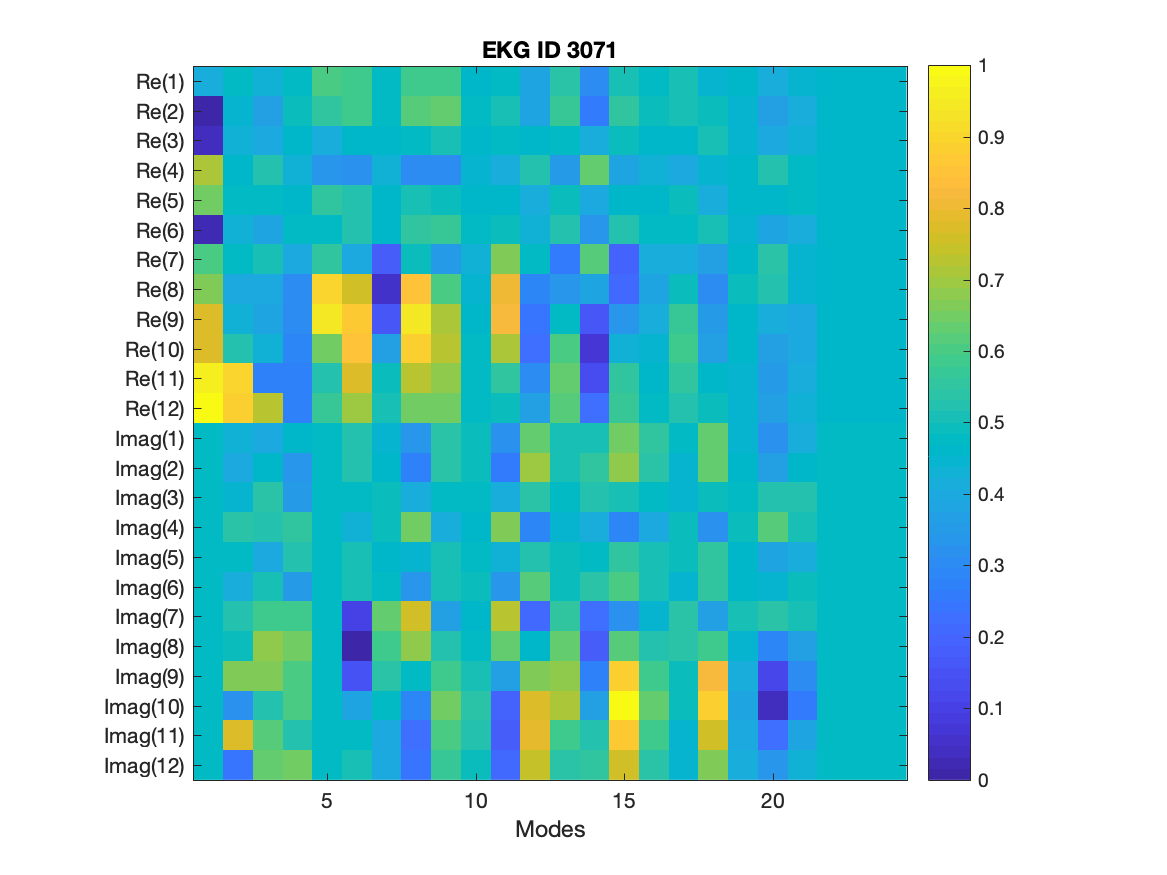 EKG ID 3071
Re(1)
Re(2)
Re(3)
Re(4)
Re(5)
Re(6)
Re(7)
Re(8)
Re(9)
Re(10)
Re(11)
Re(12)
Imag(1)
Imag(2)
Imag(3)
Imag(4)
Imag(5)
Imag(6)
Imag(7)
Imag(8)
Imag(9)
Imag(10)
Imag(11)
Imag(12)
5 10 15 20
Modes
1
0.9
0.8
0.7
0.6
0.5
0.4
0.3
0.2
0.1
0